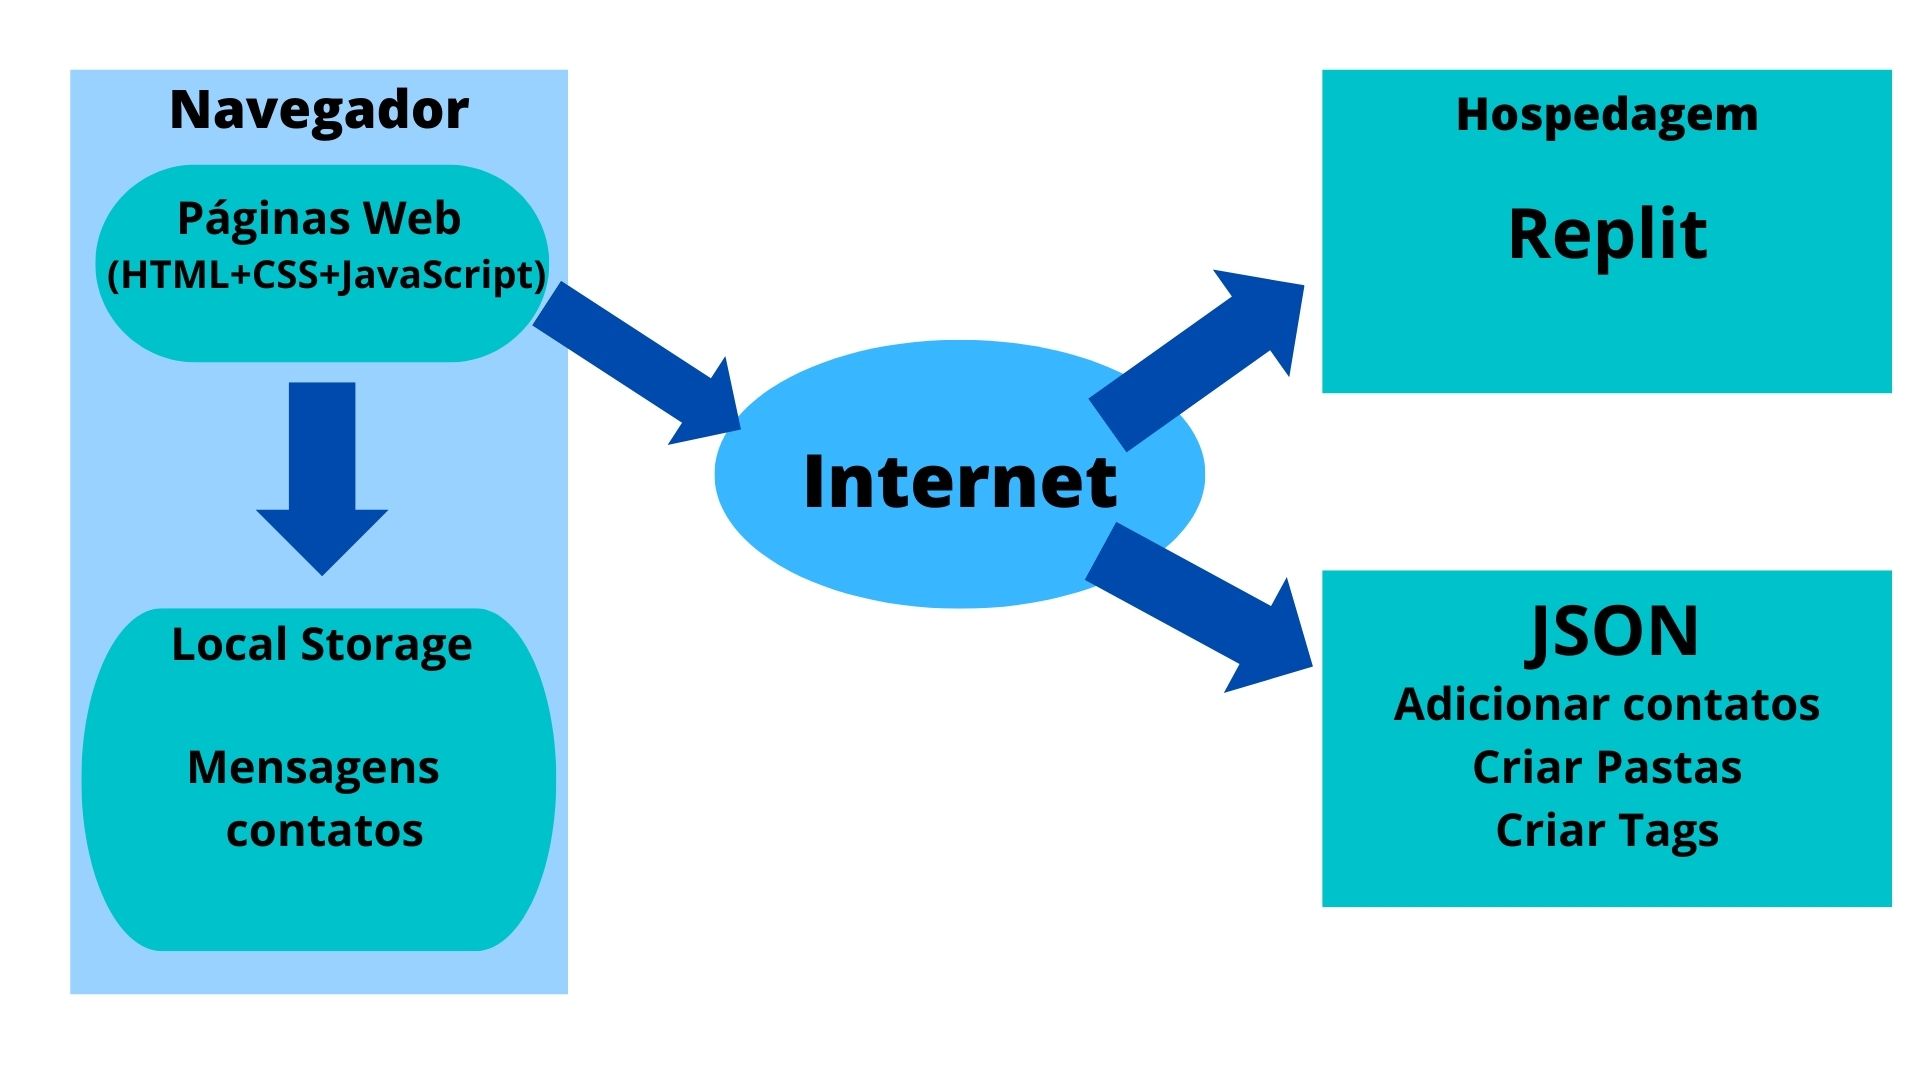 Navegador
Páginas Web
(HTML+CSS+JavaScript)
Local Storage
Mensagens
contatos
Internet
Hospedagem
Replit
JSON
Adicionar contatos
Criar Pastas
Criar Tags